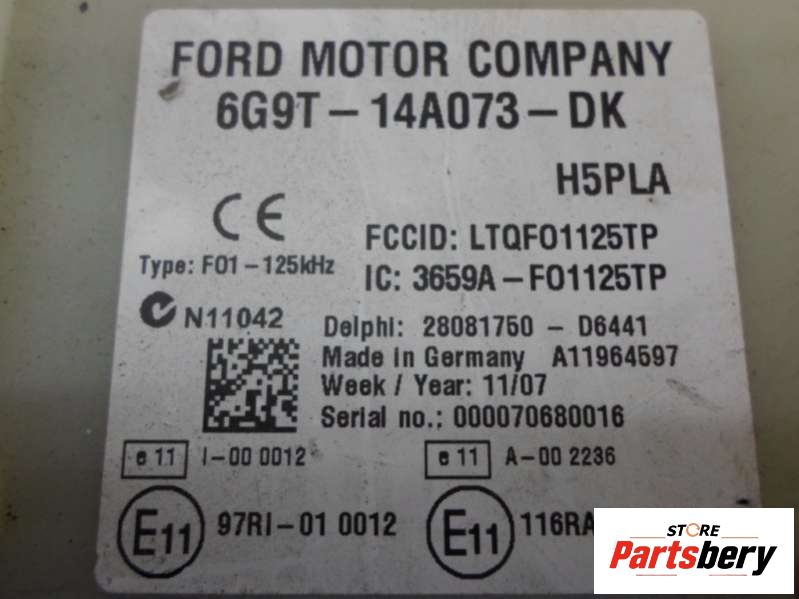 FORD MOTOR COMPANY
6G9T-14A073-DK
H5PLA
CE
FCCID: LTQFO1125TP
Type: FO1-125kHz
IC: 3659A-FO1125TP
N11042
Delphi: 28081750 - D6441
Made in Germany A11964597
Week / Year: 11/07
Serial no.: 000070680016
e11 I-00 0012
e11 A-00 2236
E11 97RI-01 0012
E11 116RA
STORE
Partsbery